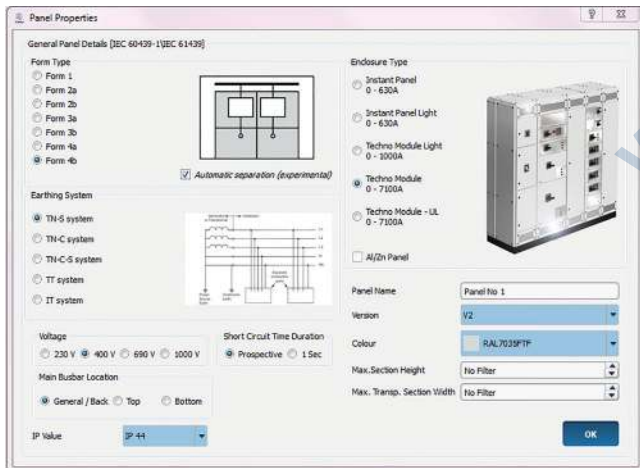 Panel Properties
General Panel Details [IEC 60439-1\IEC 61439]
Form Type
Form 1
Form 2a
Form 2b
Form 3a
Form 3b
Form 4a
Form 4b
Automatic separation (experimental)
Earthing System
TN-S system
TN-C system
TN-C-S system
TT system
IT system
Voltage
230 V
400 V
690 V
1000 V
Short Circuit Time Duration
Prospective
1 Sec
Main Busbar Location
General / Back
Top
Bottom
IP Value
IP 44
Enclosure Type
Instant Panel
0 - 630A
Instant Panel Light
0 - 630A
Techno Module Light
0 - 1000A
Techno Module
0 - 7100A
Techno Module - UL
0 - 7100A
Al/Zn Panel
Panel Name
Panel No 1
Version
V2
Colour
RAL7035FTF
Max.Section Height
No Filter
Max. Transp. Section Width
No Filter
OK